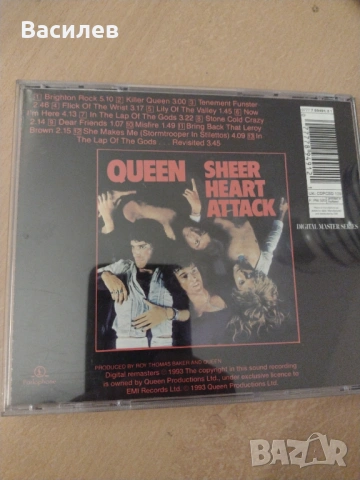 Василев
1 Brighton Rock 5.10 2 Killer Queen 3:00 3 Tenement Funster
2.48 4 Flick Of The Wrist 3:17 5 Lily Of The Valley 1.45 6 Now
I'm Here 4.13 7 In The Lap Of The Gods 3.22 8 Stone Cold Crazy
2.14 9 Dear Friends 1.07 10 Misfire 1.49 11 Bring Back That Leroy
Brown 2.15 12 She Makes Me (Stormtrooper In Stilettos) 4.09 13 In
The Lap Of The Gods .... Revisited 3.48
QUEEN SHEER
HEART
ATTACK
DIGITAL MASTER SERIES
PRODUCED BY ROY THOMAS BAKER AND QUEEN.
Digital remasters ℗ 1993 The copyright in this sound recording
is owned by Queen Productions Ltd., under exclusive licence to
EMI Records Ltd. © 1993 Queen Productions Ltd.
Parlophone
BAZAR
bg